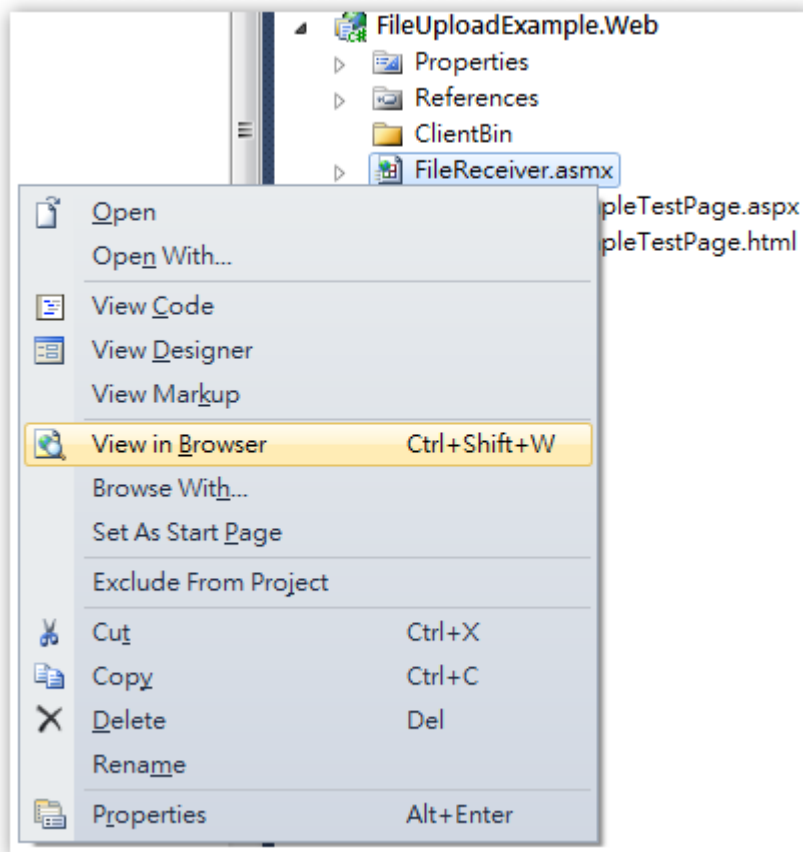 FileUploadExample.Web
Properties
References
ClientBin
FileReceiver.asmx
pleTestPage.aspx
pleTestPage.html
Open
Open With...
View Code
View Designer
View Markup
View in Browser Ctrl+Shift+W
Browse With...
Set As Start Page
Exclude From Project
Cut Ctrl+X
Copy Ctrl+C
Delete Del
Rename
Properties Alt+Enter